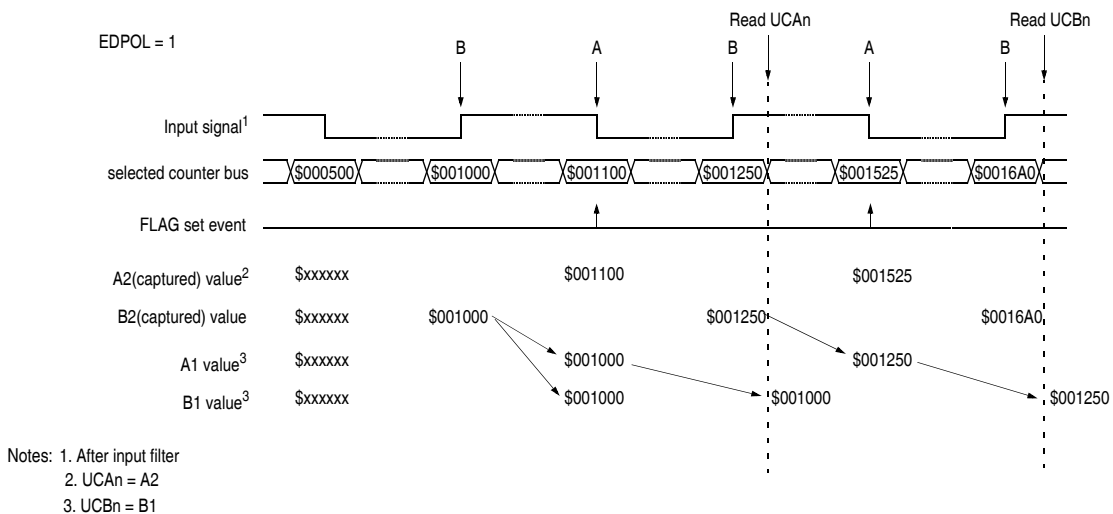 Read UCAn Read UCBn
EDPOL = 1
B A B A B
Input signal1
selected counter bus $000500 $001000 $001100 $001250 $001525 $0016A0
FLAG set event
A2(captured) value2 $xxxxxx $001100 $001525
B2(captured) value $xxxxxx $001000 $001250 $0016A0
A1 value3 $xxxxxx $001000 $001250
B1 value3 $xxxxxx $001000 $001000 $001250
Notes: 1. After input filter
2. UCAn = A2
3. UCBn = B1